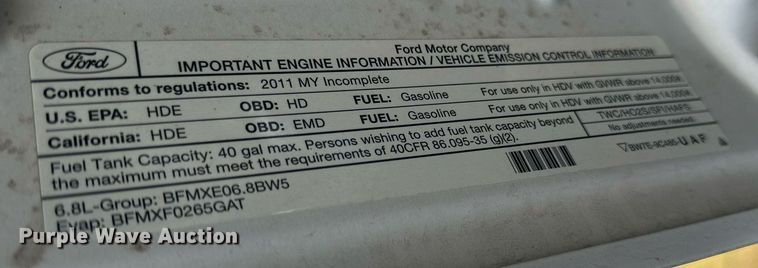 Ford
Ford Motor Company
IMPORTANT ENGINE INFORMATION / VEHICLE EMISSION CONTROL INFORMATION
Conforms to regulations: 2011 MY Incomplete
U.S. EPA: HDE OBD: HD FUEL: Gasoline For use only in HDV with GVWR above 14,000#
California: HDE OBD: EMD FUEL: Gasoline For use only in HDV with GVWR above 14,000#
Fuel Tank Capacity: 40 gal max. Persons wishing to add fuel tank capacity beyond
the maximum must meet the requirements of 40CFR 86.095-35 (g)(2).
TWC/HO2S/SFI/HAFS
No adjustments needed.
BW7E-9C485-UAF
6.8L-Group: BFMXE06.8BW5
Evap: BFMXF0265GAT
Purple Wave Auction